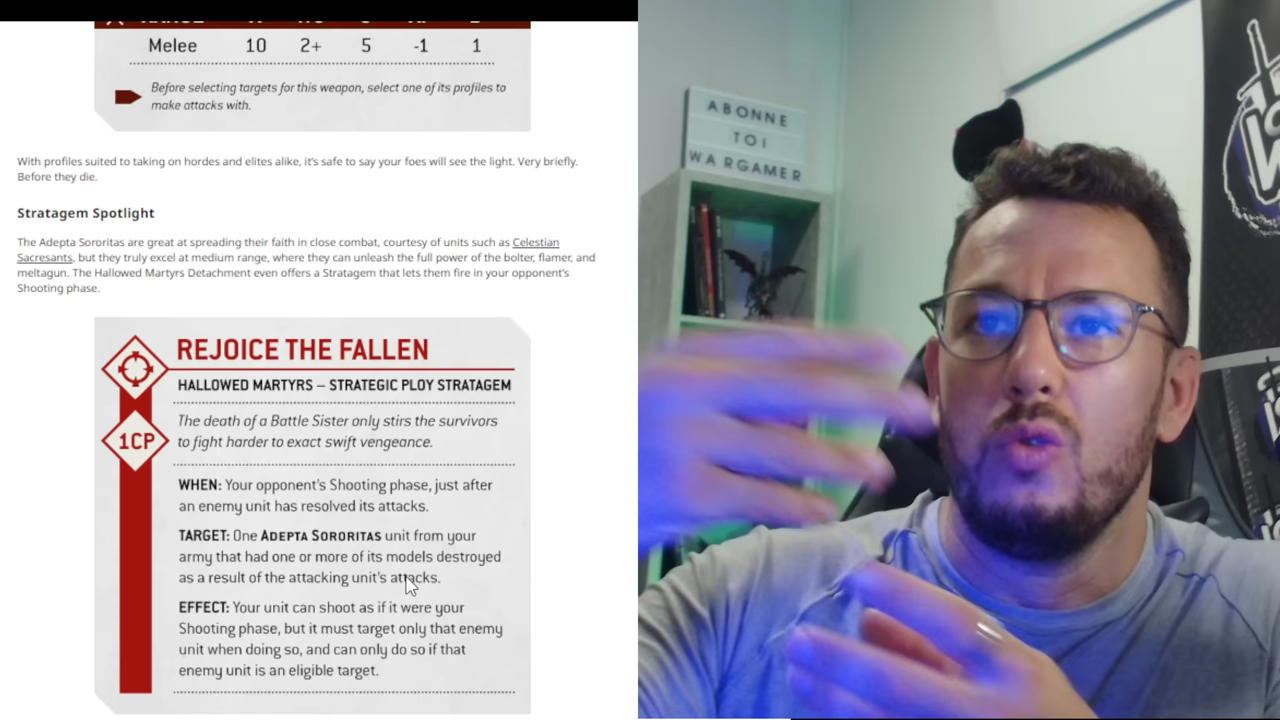 Melee 10 2+ 5 -1 1
Before selecting targets for this weapon, select one of its profiles to
make attacks with.
With profiles suited to taking on hordes and elites alike, it's safe to say your foes will see the light. Very briefly.
Before they die.
Stratagem Spotlight
The Adepta Sororitas are great at spreading their faith in close combat, courtesy of units such as Celestian
Sacresants, but they truly excel at medium range, where they can unleash the full power of the bolter, flamer, and
meltagun. The Hallowed Martyrs Detachment even offers a Stratagem that lets them fire in your opponent's
Shooting phase.
REJOICE THE FALLEN
HALLOWED MARTYRS – STRATEGIC PLOY STRATAGEM
1CP
The death of a Battle Sister only stirs the survivors
to fight harder to exact swift vengeance.
WHEN: Your opponent's Shooting phase, just after
an enemy unit has resolved its attacks.
TARGET: One ADEPTA SORORITAS unit from your
army that had one or more of its models destroyed
as a result of the attacking unit's attacks.
EFFECT: Your unit can shoot as if it were your
Shooting phase, but it must target only that enemy
unit when doing so, and can only do so if that
enemy unit is an eligible target.
ABONNE
TOI
WARGAMER